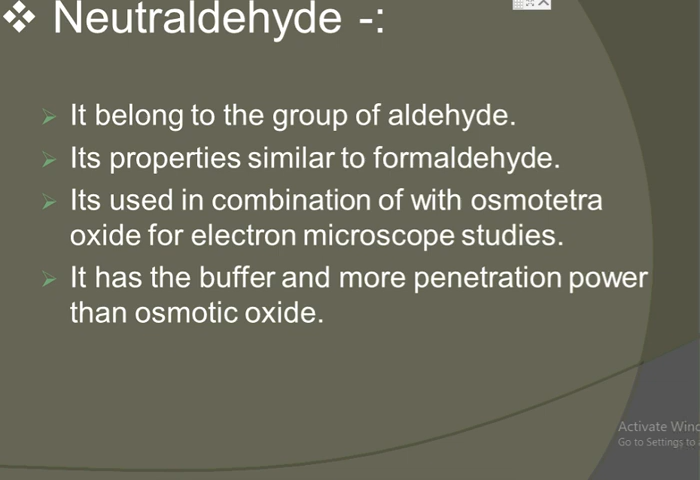 ❖ Neutraldehyde -:
➢ It belong to the group of aldehyde.
➢ Its properties similar to formaldehyde.
➢ Its used in combination of with osmotetra
oxide for electron microscope studies.
➢ It has the buffer and more penetration power
than osmotic oxide.
Activate Wind
Go to Settings to